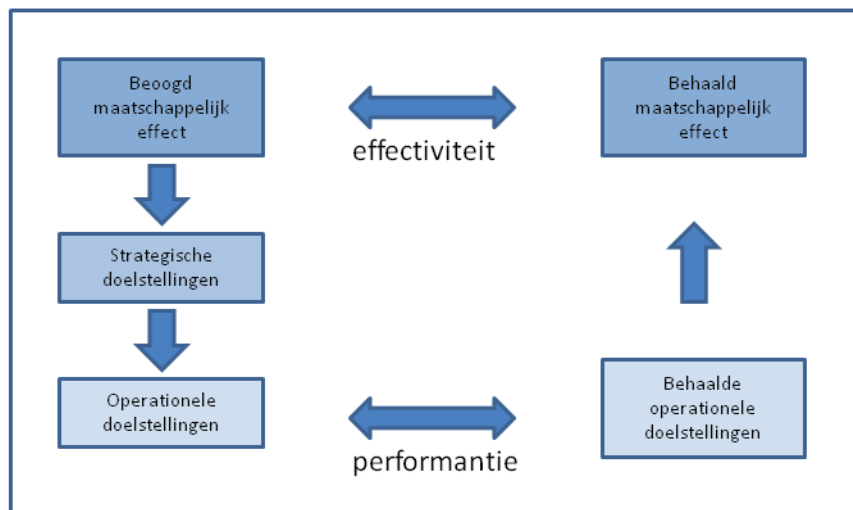 Beoogd
maatschappelijk
effect
effectiviteit
Behaald
maatschappelijk
effect
Strategische
doelstellingen
Operationele
doelstellingen
performantie
Behaalde
operationele
doelstellingen